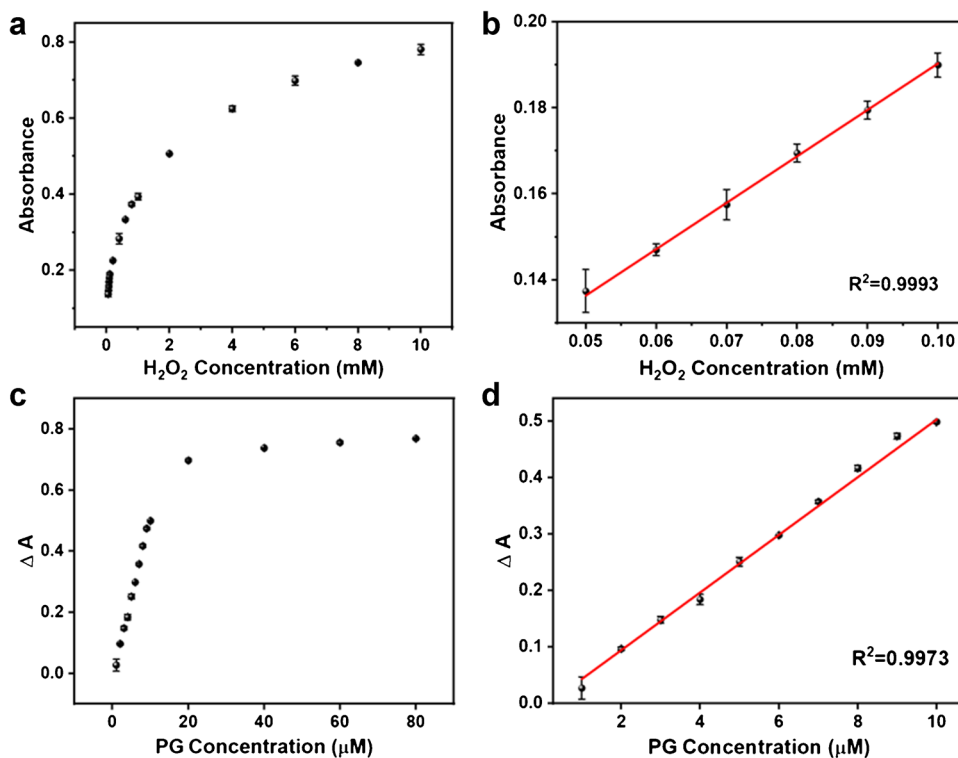 a
0.8
0.6
0.4
0.2
Absorbance
0 2 4 6 8 10
H₂O₂ Concentration (mM)
b
0.20
0.18
0.16
0.14
Absorbance
R²=0.9993
0.05 0.06 0.07 0.08 0.09 0.10
H₂O₂ Concentration (mM)
c
0.8
0.6
0.4
0.2
0.0
Δ A
0 20 40 60 80
PG Concentration (μM)
d
0.5
0.4
0.3
0.2
0.1
0.0
Δ A
R²=0.9973
2 4 6 8 10
PG Concentration (μM)